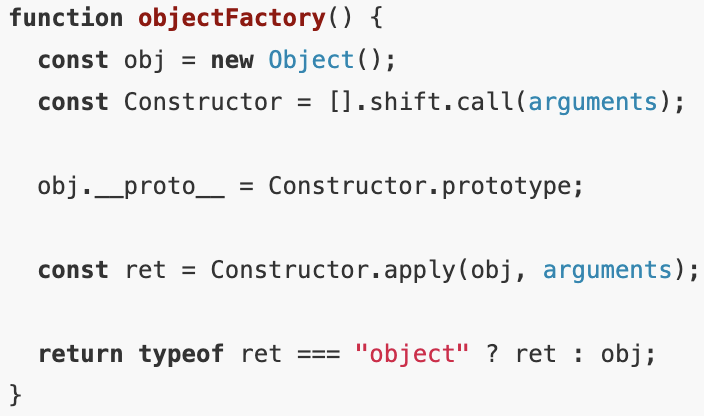 function objectFactory() {
  const obj = new Object();
  const Constructor = [].shift.call(arguments);

  obj.__proto__ = Constructor.prototype;

  const ret = Constructor.apply(obj, arguments);

  return typeof ret === "object" ? ret : obj;
}